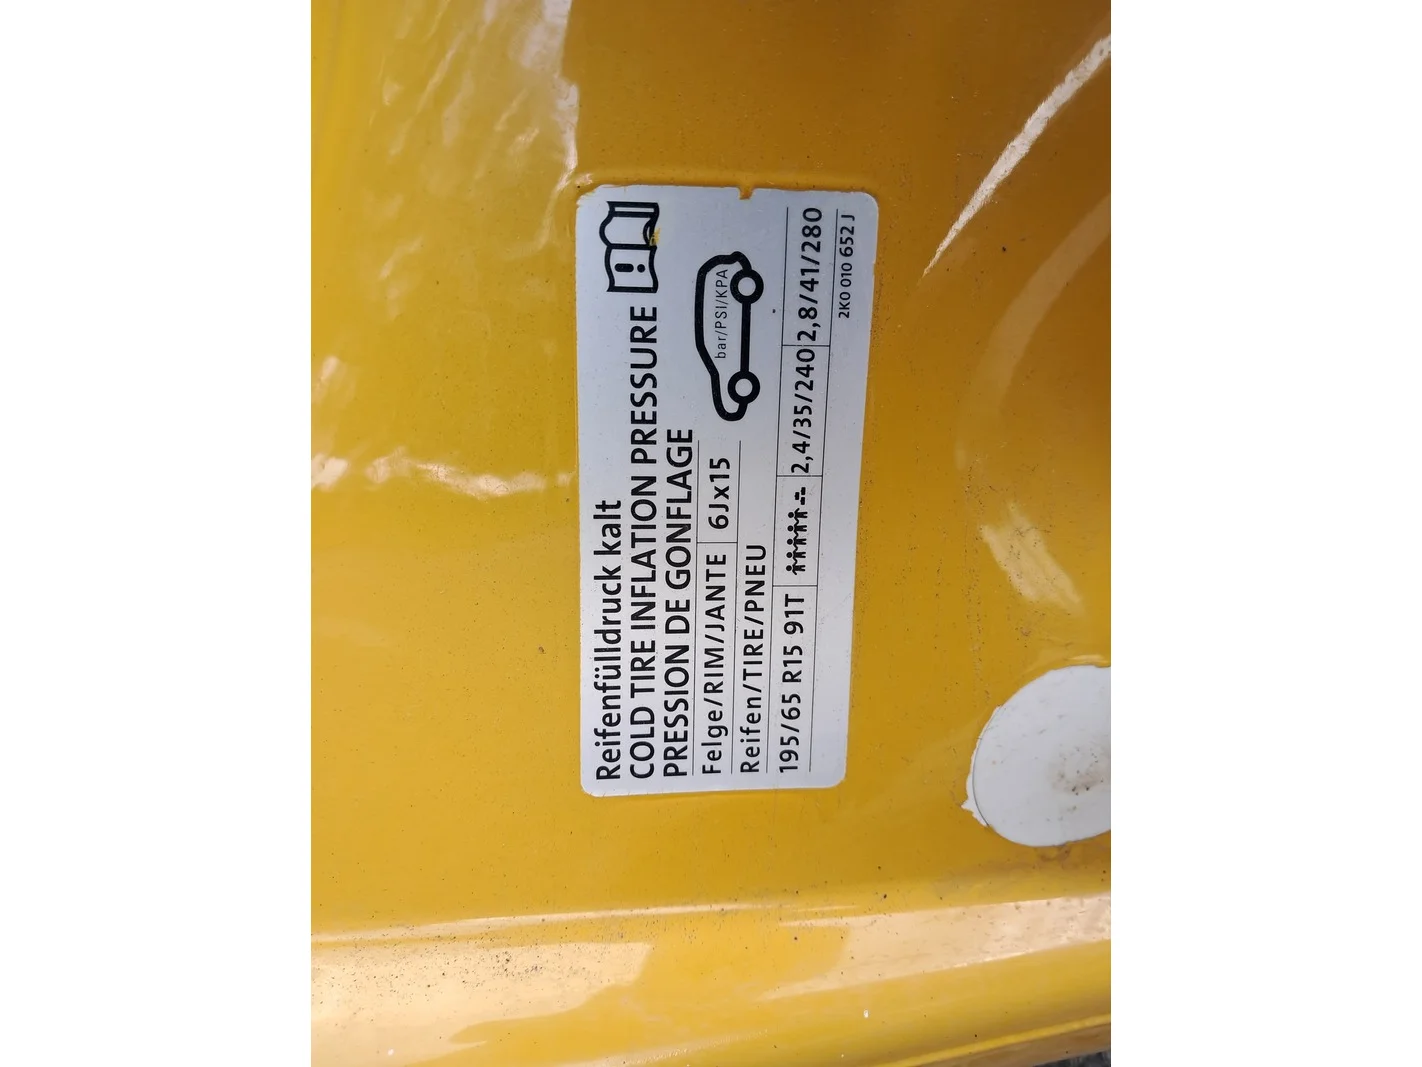 Reifenfülldruck kalt
COLD TIRE INFLATION PRESSURE
PRESSION DE GONFLAGE
Felge/RIM/JANTE 6Jx15
bar/PSI/KPA
Reifen/TIRE/PNEU
195/65 R15 91T 2,4/35/240 2,8/41/280
2K0 010 652 J